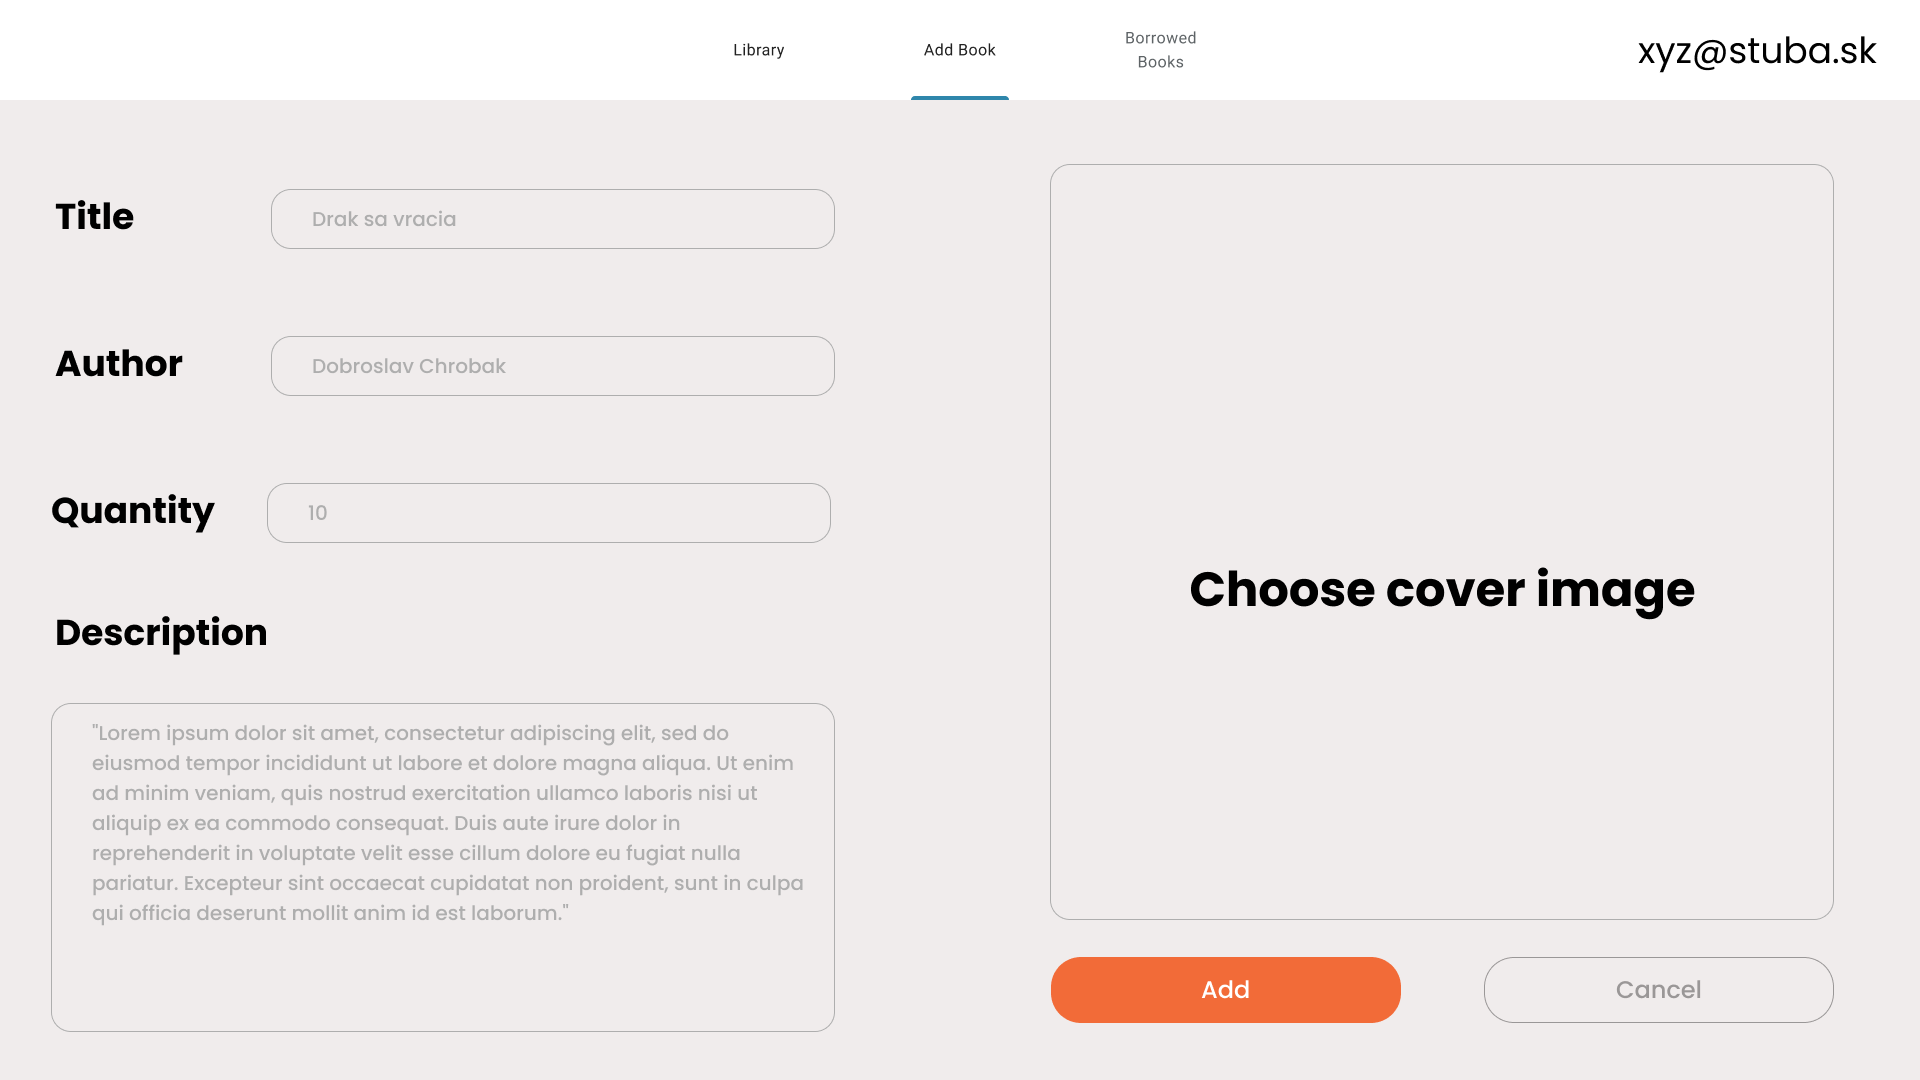 Library
Add Book
Borrowed
Books
xyz@stuba.sk
Title
Drak sa vracia
Author
Dobroslav Chrobak
Quantity
10
Description
"Lorem ipsum dolor sit amet, consectetur adipiscing elit, sed do
eiusmod tempor incididunt ut labore et dolore magna aliqua. Ut enim
ad minim veniam, quis nostrud exercitation ullamco laboris nisi ut
aliquip ex ea commodo consequat. Duis aute irure dolor in
reprehenderit in voluptate velit esse cillum dolore eu fugiat nulla
pariatur. Excepteur sint occaecat cupidatat non proident, sunt in culpa
qui officia deserunt mollit anim id est laborum."
Choose cover image
Add
Cancel